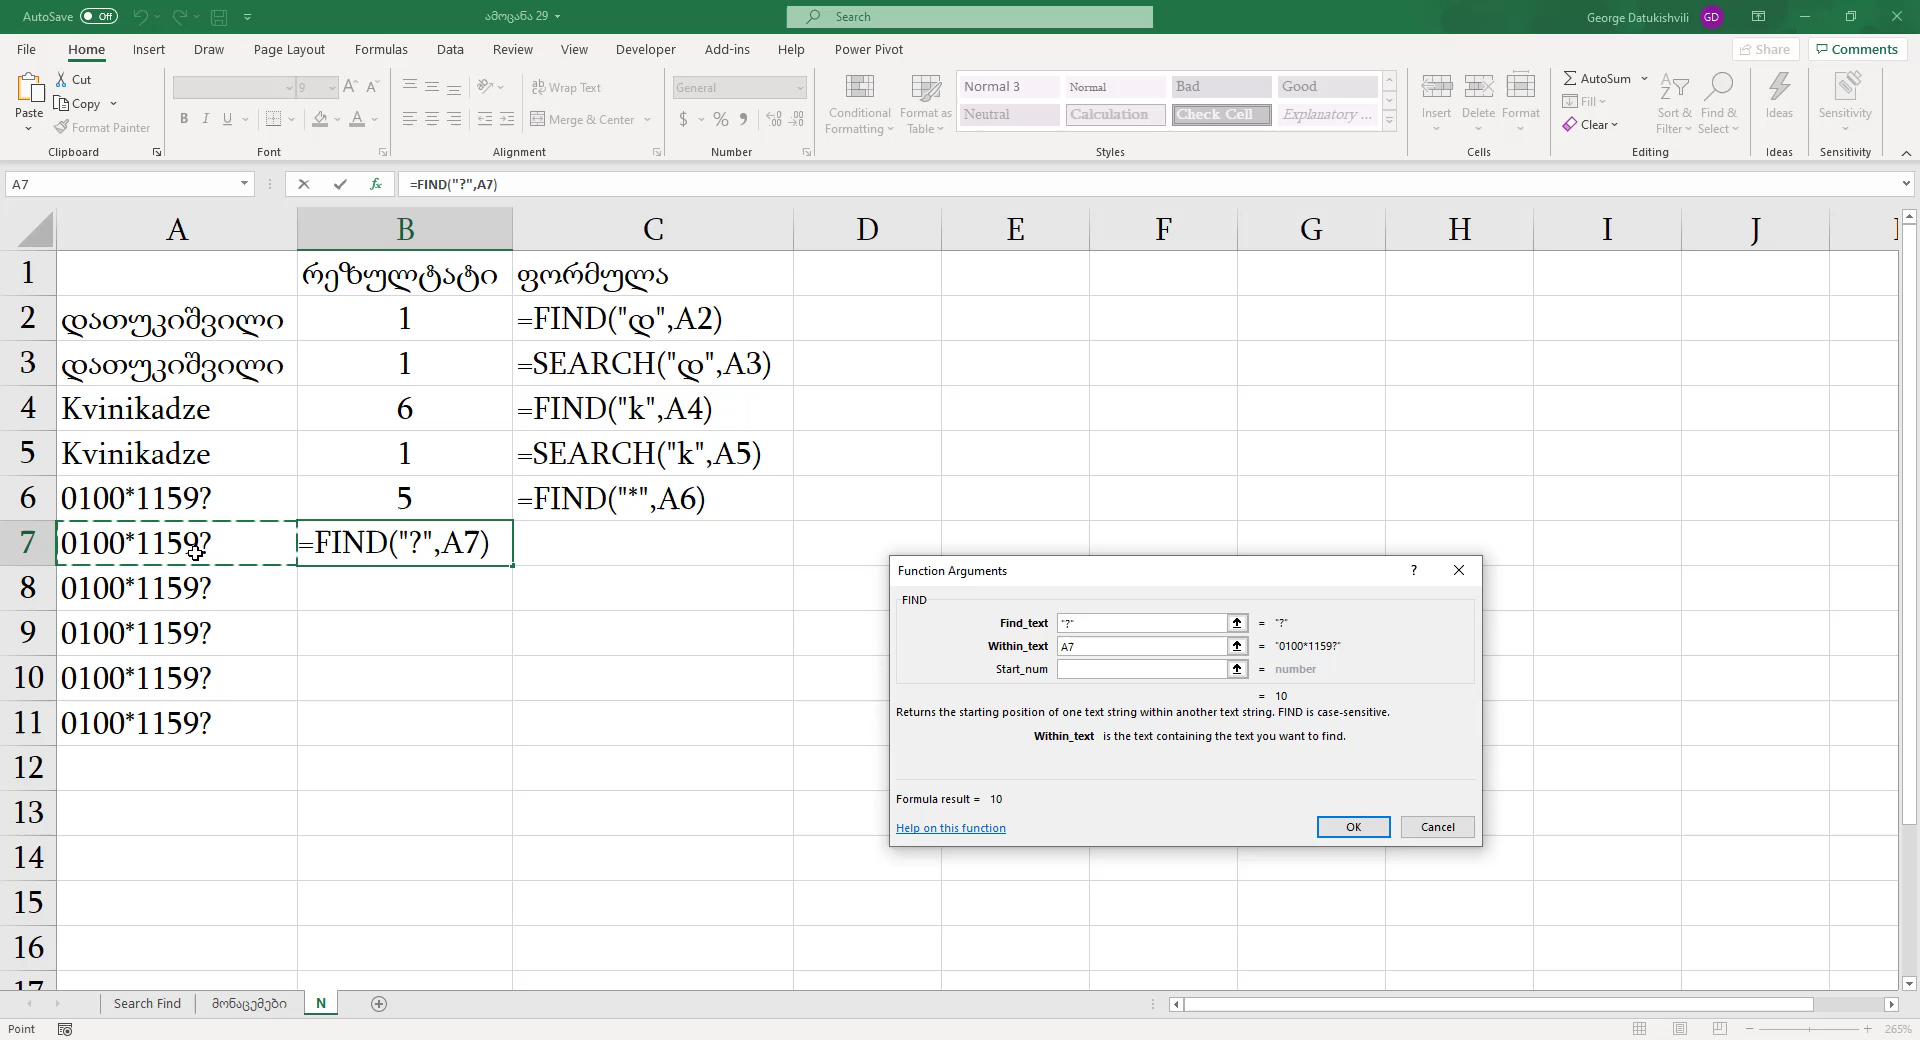 AutoSave Off
ამოცანა 29
Search
George Datukishvili GD
File Home Insert Draw Page Layout Formulas Data Review View Developer Add-ins Help Power Pivot
Share Comments
Paste
Cut
Copy
Format Painter
Clipboard
9
B I U
Font
Wrap Text
Merge & Center
Alignment
General
$ % 9
Number
Conditional Formatting
Format as Table
Normal 3 Normal Bad Good
Neutral Calculation Check Cell Explanatory ...
Styles
Insert Delete Format
Cells
AutoSum
Fill
Clear
Sort & Filter
Find & Select
Editing
Ideas
Ideas
Sensitivity
Sensitivity
A7 fx =FIND("?",A7)
A B C D E F G H I J
1 რეზულტატი ფორმულა
2 დათუკიშვილი 1 =FIND("დ",A2)
3 დათუკიშვილი 1 =SEARCH("დ",A3)
4 Kvinikadze 6 =FIND("k",A4)
5 Kvinikadze 1 =SEARCH("k",A5)
6 0100*1159? 5 =FIND("*",A6)
7 0100*1159? =FIND("?",A7)
8 0100*1159?
9 0100*1159?
10 0100*1159?
11 0100*1159?
12
13
14
15
16
17
Function Arguments ?
FIND
Find_text "?" = "?"
Within_text A7 = "0100*1159?"
Start_num = number
= 10
Returns the starting position of one text string within another text string. FIND is case-sensitive.
Within_text is the text containing the text you want to find.
Formula result = 10
Help on this function
OK Cancel
Search Find მონაცემები N
Point
265%